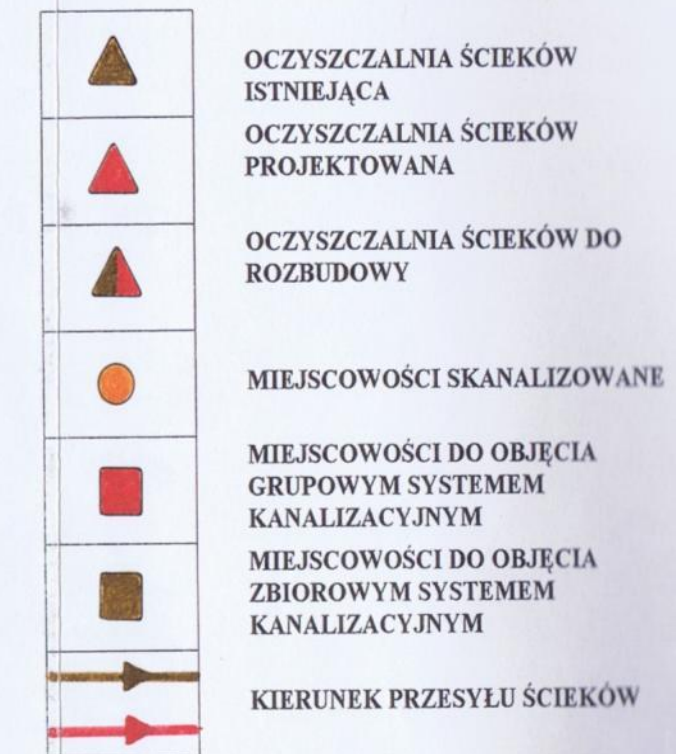 OCZYSZCZALNIA ŚCIEKÓW
ISTNIEJĄCA
OCZYSZCZALNIA ŚCIEKÓW
PROJEKTOWANA
OCZYSZCZALNIA ŚCIEKÓW DO
ROZBUDOWY
MIEJSCOWOŚCI SKANALIZOWANE
MIEJSCOWOŚCI DO OBJĘCIA
GRUPOWYM SYSTEMEM
KANALIZACYJNYM
MIEJSCOWOŚCI DO OBJĘCIA
ZBIOROWYM SYSTEMEM
KANALIZACYJNYM
KIERUNEK PRZESYŁU ŚCIEKÓW